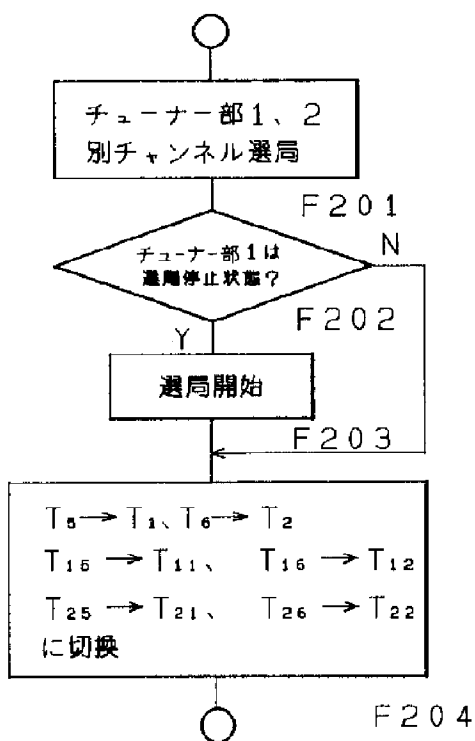 チューナー部1、2
別チャンネル選局
F201
チューナー部1は
選局停止状態?
N
F202
Y
選局開始
F203
T₅→T₁、T₆→T₂
T₁₅→T₁₁、 T₁₆→T₁₂
T₂₅→T₂₁、 T₂₆→T₂₂
に切換
F204